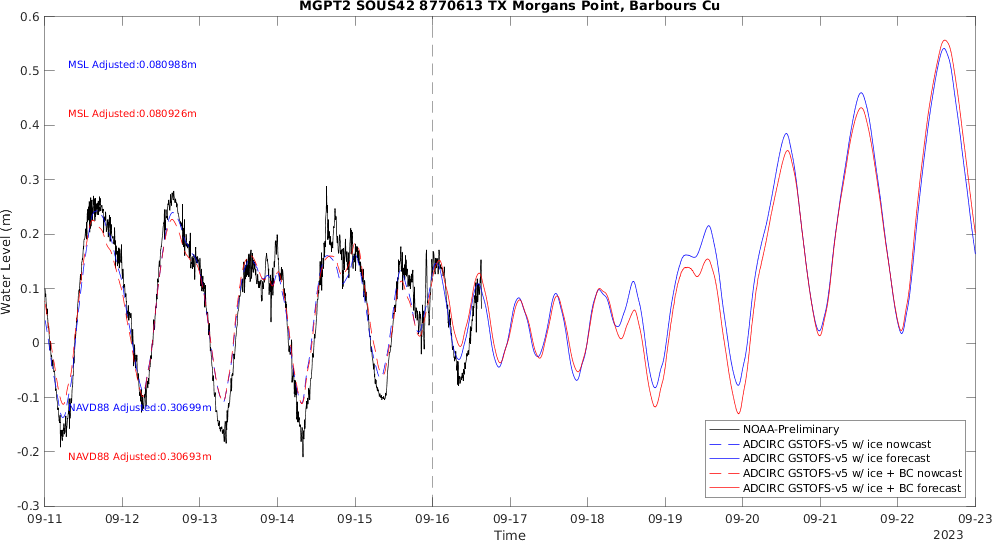 MGPT2 SOUS42 8770613 TX Morgans Point, Barbours Cu
0.6
0.5
0.4
0.3
0.2
0.1
0
-0.1
-0.2
-0.3
Water Level (m)
MSL Adjusted:0.080988m
MSL Adjusted:0.080926m
NAVD88 Adjusted:0.30699m
NAVD88 Adjusted:0.30693m
NOAA-Preliminary
ADCIRC GSTOFS-v5 w/ ice nowcast
ADCIRC GSTOFS-v5 w/ ice forecast
ADCIRC GSTOFS-v5 w/ ice + BC nowcast
ADCIRC GSTOFS-v5 w/ ice + BC forecast
09-11 09-12 09-13 09-14 09-15 09-16 09-17 09-18 09-19 09-20 09-21 09-22 09-23
Time
2023